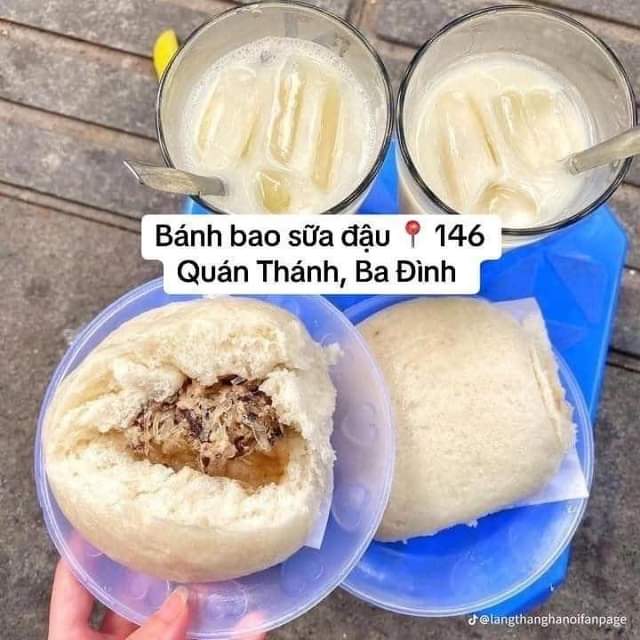 Bánh bao sữa đậu 📍 146
Quán Thánh, Ba Đình
@langthanghanoifanpage